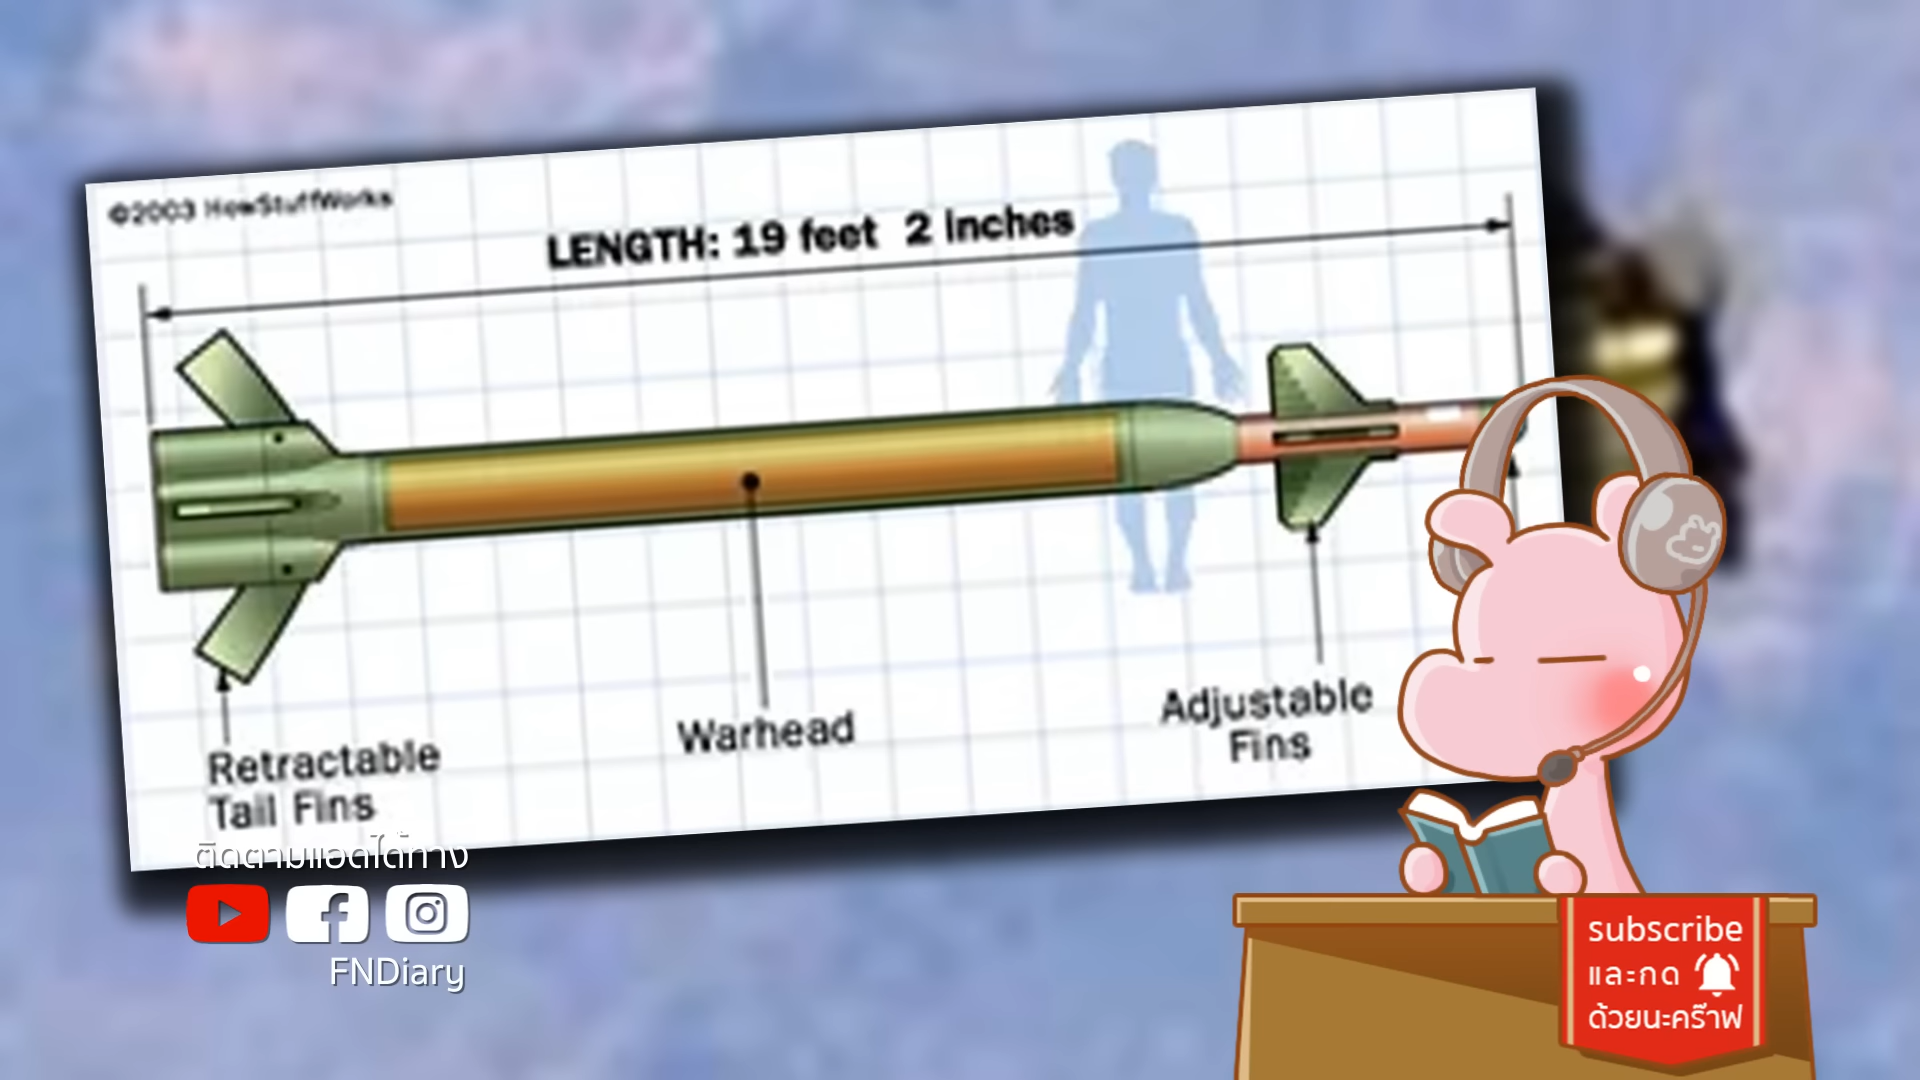 ©2003 HowStuffWorks
LENGTH: 19 feet 2 inches
Retractable
Tail Fins
Warhead
Adjustable
Fins
ติดตามแอดได้ทาง
FNDiary
subscribe
และกด
ด้วยนะคร๊าฟ